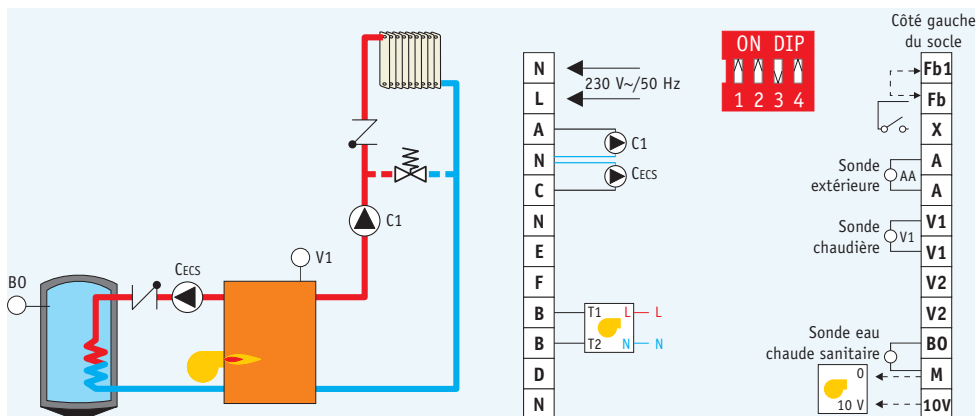 B0
CECS
V1
C1
N
L
A
N
C
N
E
F
B
B
D
N
230 V~/50 Hz
C1
CECS
T1 L L
T2 N N
ON DIP
1 2 3 4
Côté gauche
du socle
Fb1
Fb
X
A
A
V1
V1
V2
V2
B0
M
10V
Sonde
extérieure
AA
Sonde
chaudière
V1
Sonde eau
chaude sanitaire
0
10 V